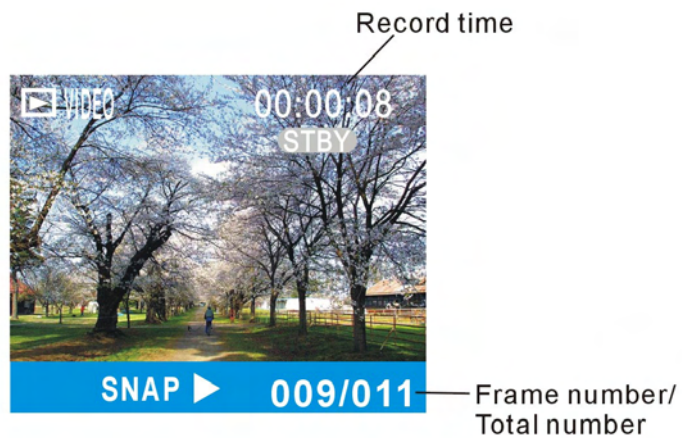 Record time
VIDEO 00:00:08
STBY
SNAP 009/011
Frame number/
Total number